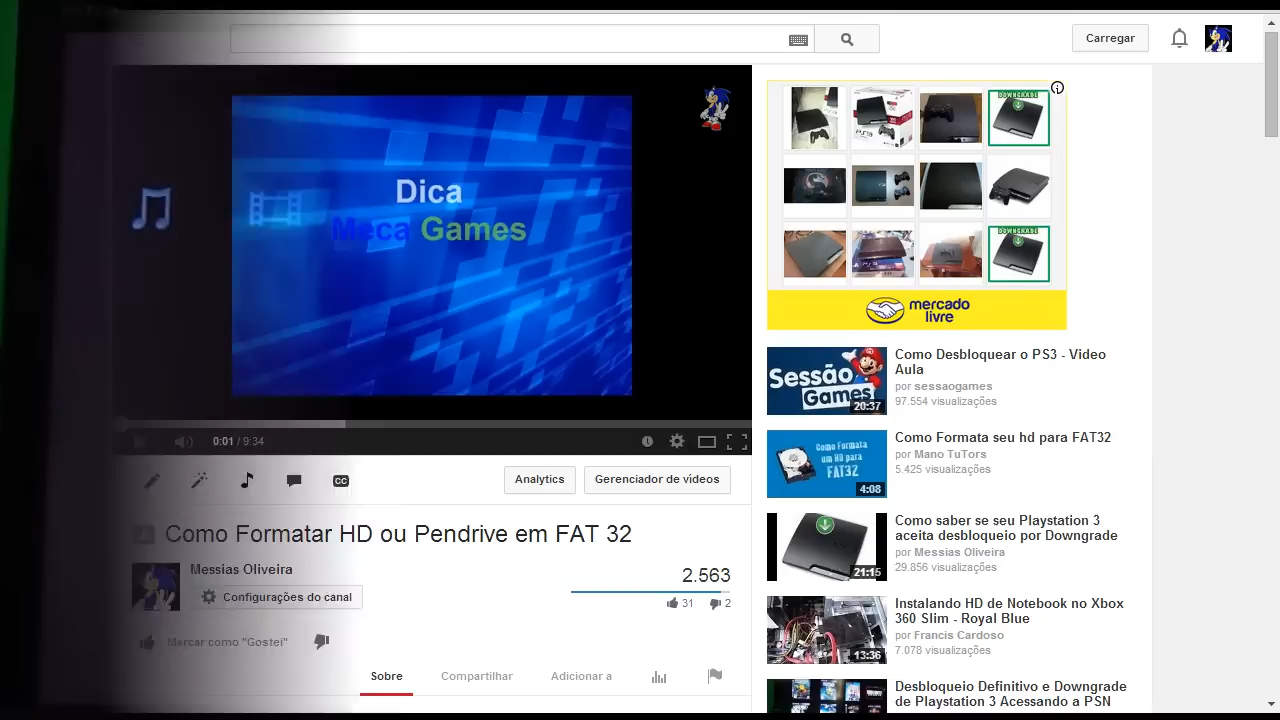 Carregar
Dica
Meca Games
0:01 / 9:34
CC
Analytics
Gerenciador de vídeos
Como Formatar HD ou Pendrive em FAT 32
Messias Oliveira
Configurações do canal
2.563
31
2
Marcar como "Gostei"
Sobre
Compartilhar
Adicionar a
DOWNGRADE
DOWNGRADE
mercado
livre
Sessão
Games
20:37
Como Desbloquear o PS3 - Video
Aula
por sessaogames
97.554 visualizações
Como Formata
um HD para
FAT32
4:08
Como Formata seu hd para FAT32
por Mano TuTors
5.425 visualizações
21:15
Como saber se seu Playstation 3
aceita desbloqueio por Downgrade
por Messias Oliveira
29.856 visualizações
13:36
Instalando HD de Notebook no Xbox
360 Slim - Royal Blue
por Francis Cardoso
7.078 visualizações
Desbloqueio Definitivo e Downgrade
de Playstation 3 Acessando a PSN